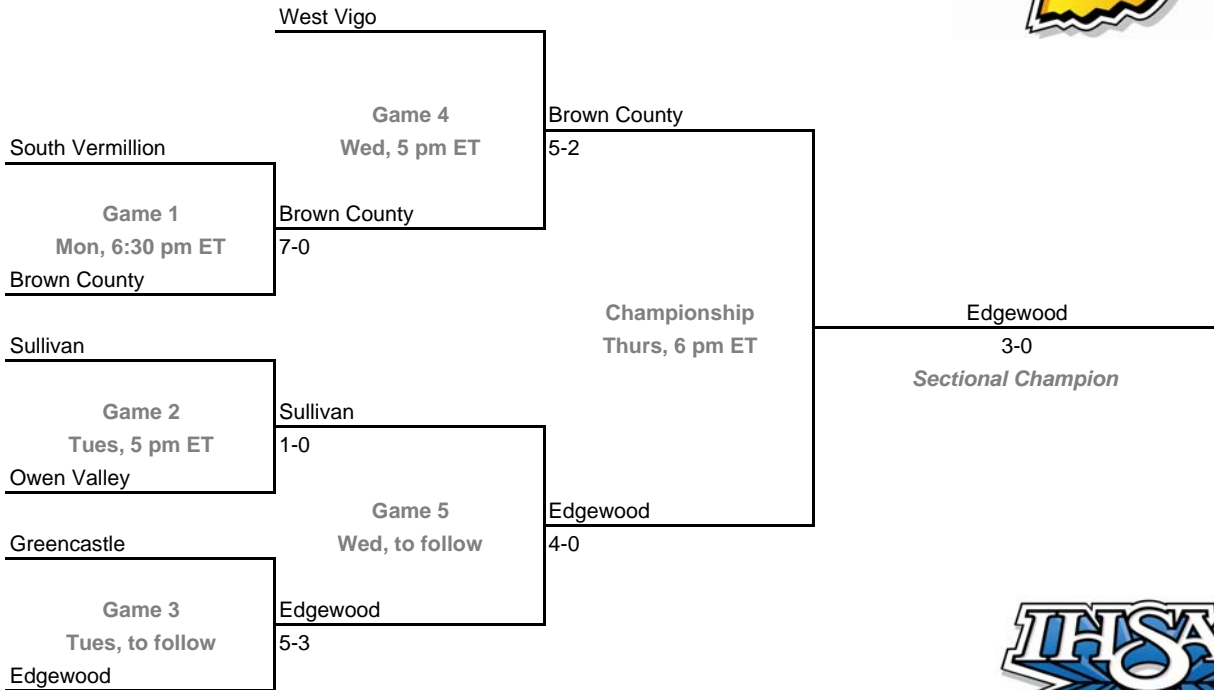 West Vigo
Game 4
Brown County
South Vermillion
Wed, 5 pm ET
5-2
Game 1
Brown County
Mon, 6:30 pm ET
7-0
Brown County
Championship
Edgewood
Sullivan
Thurs, 6 pm ET
3-0
Sectional Champion
Game 2
Sullivan
Tues, 5 pm ET
1-0
Owen Valley
Game 5
Edgewood
Greencastle
Wed, to follow
4-0
Game 3
Edgewood
Tues, to follow
5-3
Edgewood
IHSA